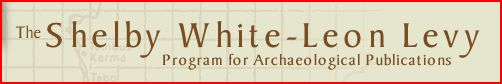 The Shelby White-Leon Levy
Program for Archaeological Publications